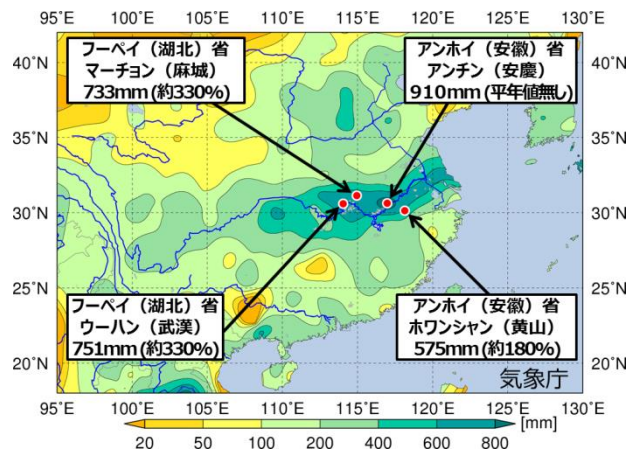 フーペイ（湖北）省
マーチョン（麻城）
733mm(約330%)
アンホイ（安徽）省
アンチン（安慶）
910mm(平年値無し)
40°N
35°N
30°N
25°N
20°N
40°N
35°N
30°N
25°N
20°N
フーペイ（湖北）省
ウーハン（武漢）
751mm(約330%)
アンホイ（安徽）省
ホワンシャン（黄山）
575mm(約180%)
気象庁
95°E 100°E 105°E 110°E 115°E 120°E 125°E 130°E
[mm]
20 50 100 200 400 600 800